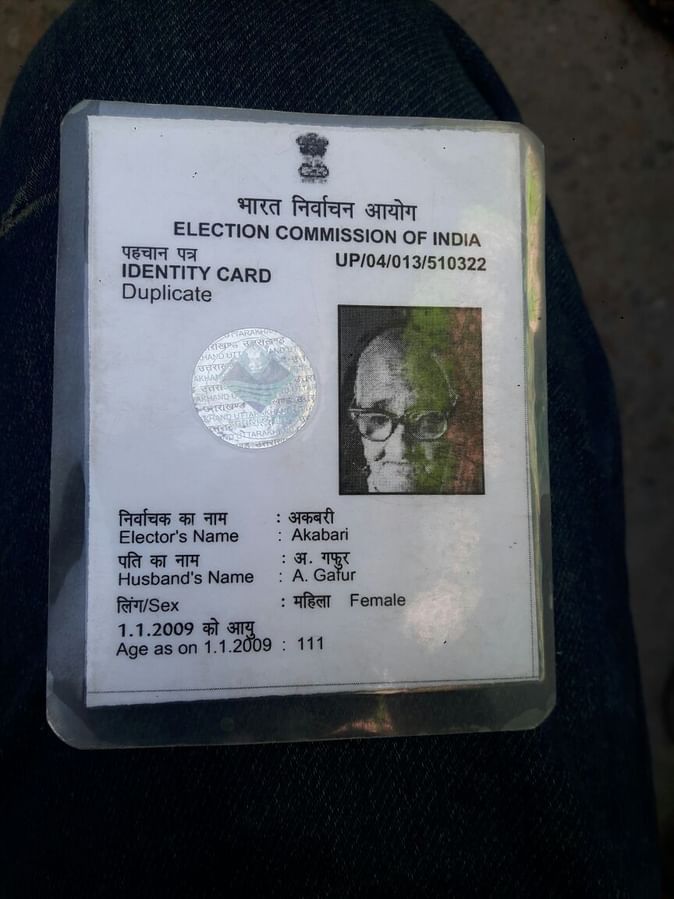 भारत निर्वाचन आयोग
ELECTION COMMISSION OF INDIA
पहचान पत्र
IDENTITY CARD UP/04/013/510322
Duplicate
निर्वाचक का नाम : अकबरी
Elector's Name : Akabari
पति का नाम : अ. गफुर
Husband's Name : A. Gafur
लिंग/Sex : महिला Female
1.1.2009 को आयु
Age as on 1.1.2009 : 111